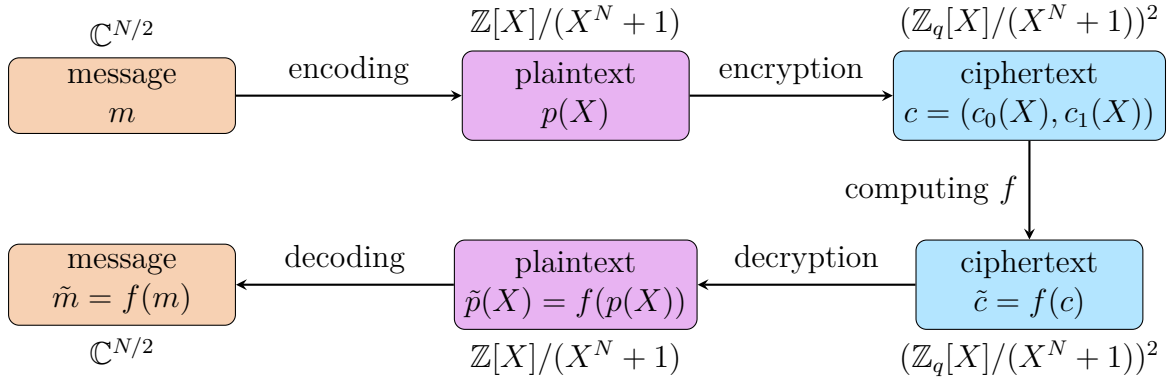 ℂ^{N/2}
ℤ[X]/(X^N + 1)
(ℤ_q[X]/(X^N + 1))^2
message
m
encoding
plaintext
p(X)
encryption
ciphertext
c = (c_0(X), c_1(X))
computing f
message
m̃ = f(m)
decoding
plaintext
p̃(X) = f(p(X))
decryption
ciphertext
c̃ = f(c)
ℂ^{N/2}
ℤ[X]/(X^N + 1)
(ℤ_q[X]/(X^N + 1))^2